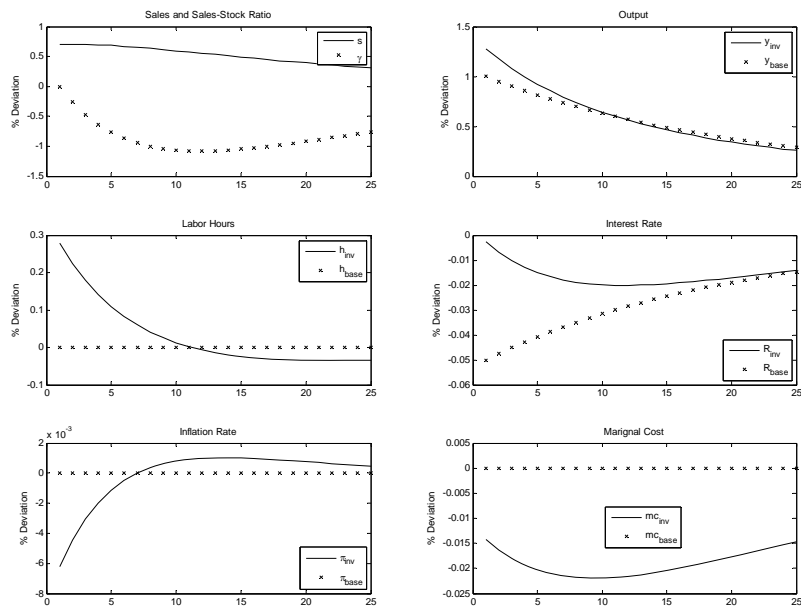 Sales and Sales-Stock Ratio
1
0.5
0
-0.5
-1
-1.5
% Deviation
0 5 10 15 20 25
s
γ
Output
1.5
1
0.5
0
% Deviation
0 5 10 15 20 25
y_inv
y_base
Labor Hours
0.3
0.2
0.1
0
-0.1
% Deviation
0 5 10 15 20 25
h_inv
h_base
Interest Rate
0
-0.01
-0.02
-0.03
-0.04
-0.05
-0.06
% Deviation
0 5 10 15 20 25
R_inv
R_base
Inflation Rate
x 10^-3
2
0
-2
-4
-6
-8
% Deviation
0 5 10 15 20 25
π_inv
π_base
Marignal Cost
0.005
0
-0.005
-0.01
-0.015
-0.02
-0.025
% Deviation
0 5 10 15 20 25
mc_inv
mc_base